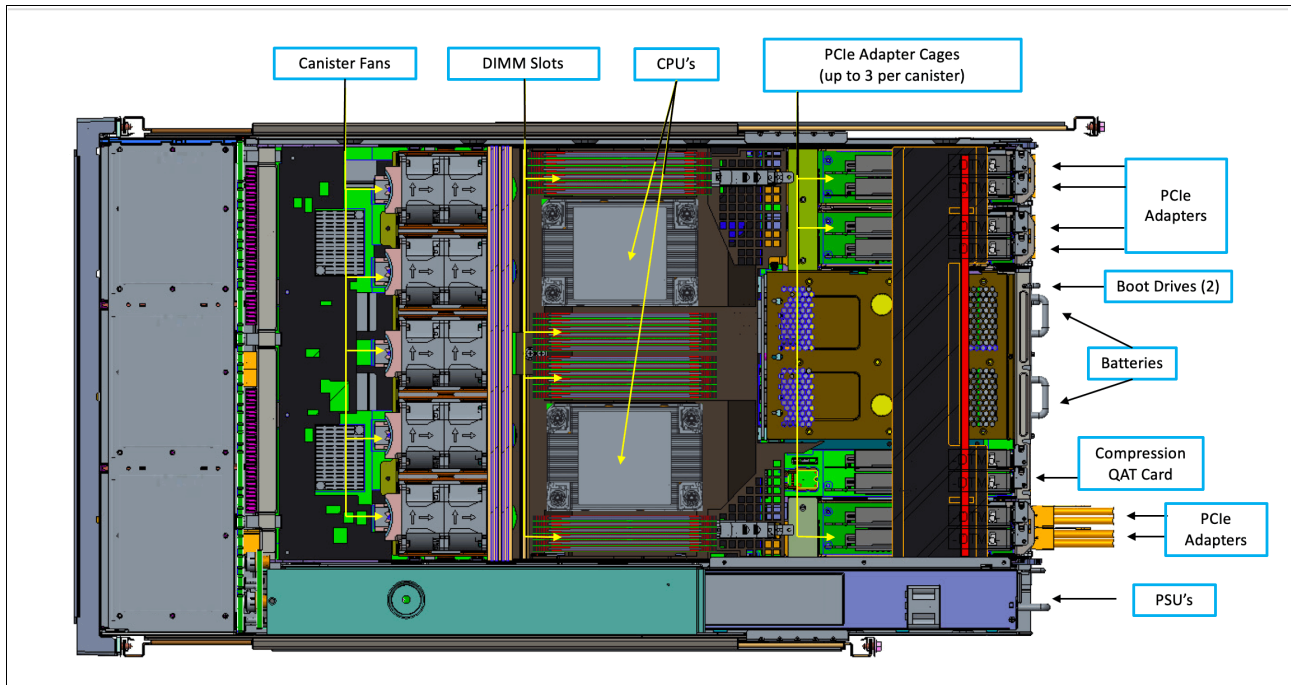 Canister Fans
DIMM Slots
CPU's
PCIe Adapter Cages
(up to 3 per canister)
PCIe
Adapters
Boot Drives (2)
Batteries
Compression
QAT Card
PCIe
Adapters
PSU's